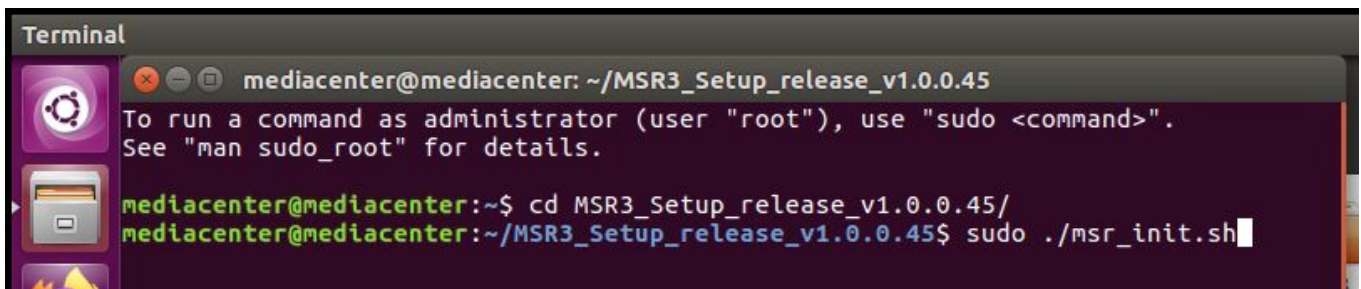 Terminal
mediacenter@mediacenter: ~/MSR3_Setup_release_v1.0.0.45
To run a command as administrator (user "root"), use "sudo <command>".
See "man sudo_root" for details.
mediacenter@mediacenter:~$ cd MSR3_Setup_release_v1.0.0.45/
mediacenter@mediacenter:~/MSR3_Setup_release_v1.0.0.45$ sudo ./msr_init.sh